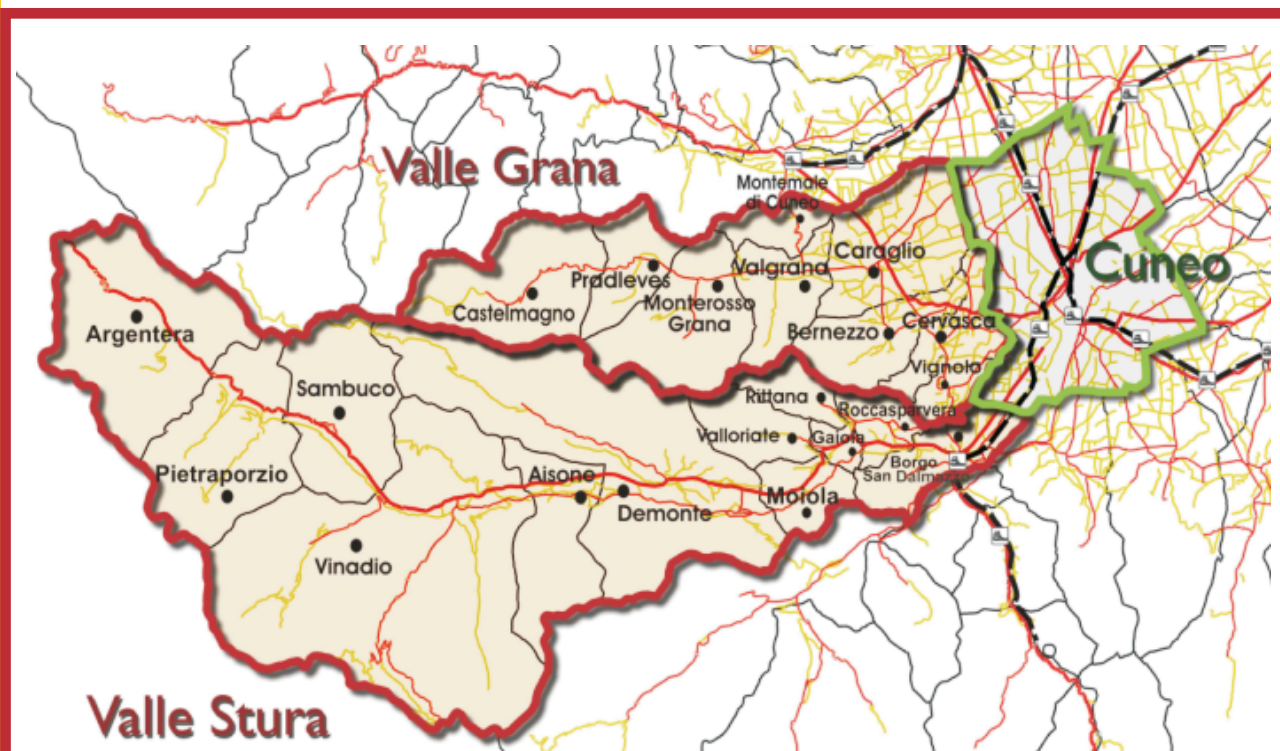 Valle Grana
Montemale
di Cuneo
Caraglio
Cuneo
Pradleves
Valgrana
Castelmagno
Monterosso
Grana
Argentera
Bernezzo
Cervasca
Vignolo
Sambuco
Rittana
Roccasparvera
Valloriate
Gaiola
Pietraporzio
Aisone
Borgo
San Dalmazzo
Moiola
Demonte
Vinadio
Valle Stura